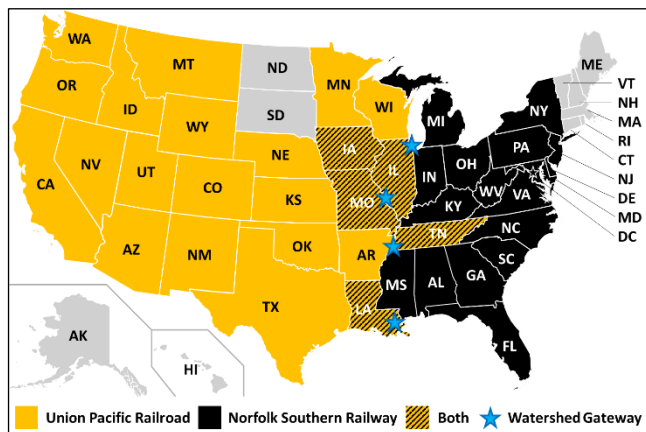 WA
MT
ND
MN
ME
VT
OR
ID
SD
WI
MI
NY
NH
WY
MA
IA
PA
RI
NV
NE
IL
IN
OH
CT
UT
CO
NJ
CA
KS
MO
WV
VA
DE
KY
MD
AZ
NM
OK
AR
TN
NC
DC
SC
MS
AL
GA
TX
LA
AK
FL
HI
Union Pacific Railroad Norfolk Southern Railway Both Watershed Gateway